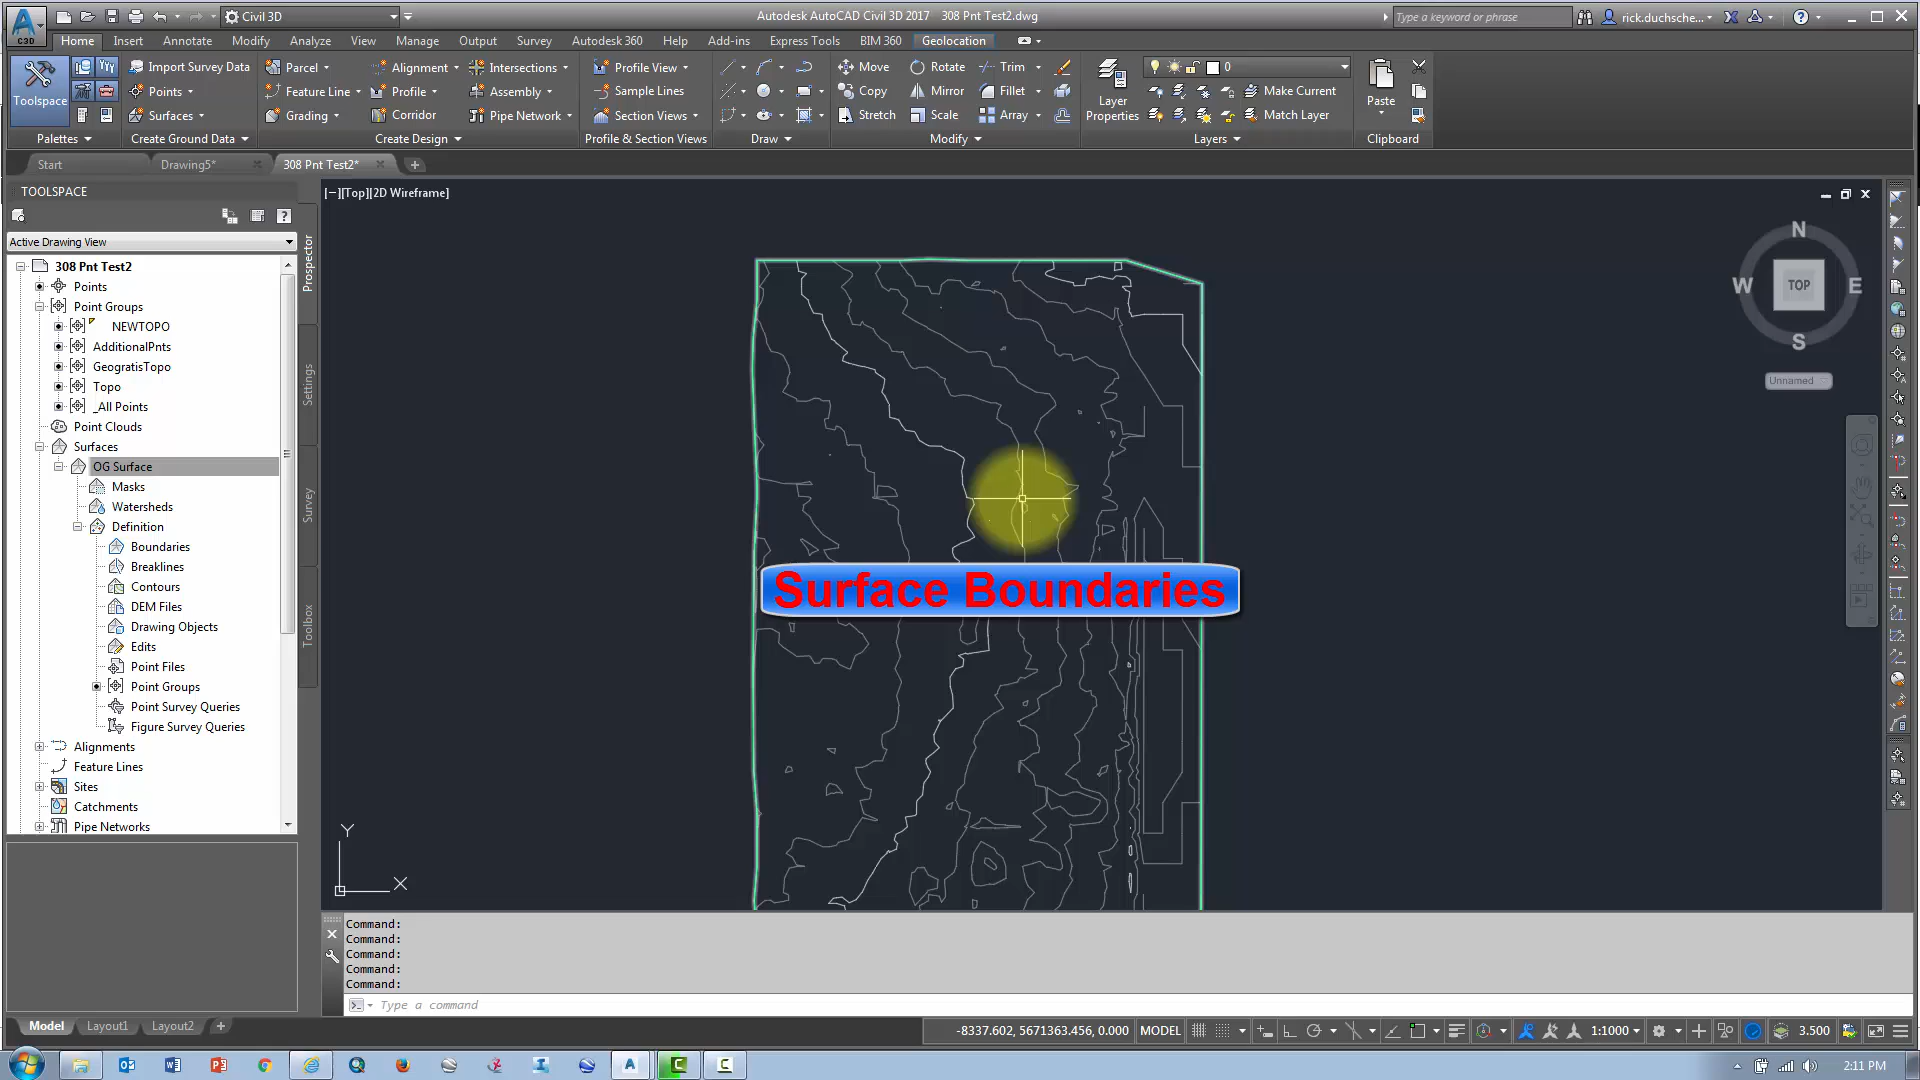 Civil 3D
Autodesk AutoCAD Civil 3D 2017 308 Pnt Test2.dwg
Type a keyword or phrase
rick.duchsche...
C3D
Home Insert Annotate Modify Analyze View Manage Output Survey Autodesk 360 Help Add-ins Express Tools BIM 360 Geolocation
Toolspace
Import Survey Data
Points
Surfaces
Parcel
Feature Line
Grading
Alignment
Profile
Corridor
Intersections
Assembly
Pipe Network
Profile View
Sample Lines
Section Views
Move
Copy
Stretch
Rotate
Mirror
Scale
Trim
Fillet
Array
Layer
Properties
0
Make Current
Match Layer
Paste
Palettes Create Ground Data Create Design Profile & Section Views Draw Modify Layers Clipboard
Start Drawing5* 308 Pnt Test2*
TOOLSPACE
Active Drawing View
308 Pnt Test2
Points
Point Groups
NEWTOPO
AdditionalPnts
GeogratisTopo
Topo
_All Points
Point Clouds
Surfaces
OG Surface
Masks
Watersheds
Definition
Boundaries
Breaklines
Contours
DEM Files
Drawing Objects
Edits
Point Files
Point Groups
Point Survey Queries
Figure Survey Queries
Alignments
Feature Lines
Sites
Catchments
Pipe Networks
Prospector
Settings
Survey
Toolbox
[−][Top][2D Wireframe]
N
W TOP E
S
Unnamed
Surface Boundaries
Y
X
Command:
Command:
Command:
Command:
Command:
Type a command
Model Layout1 Layout2
-8337.602, 5671363.456, 0.000 MODEL
1:1000
3.500
2:11 PM